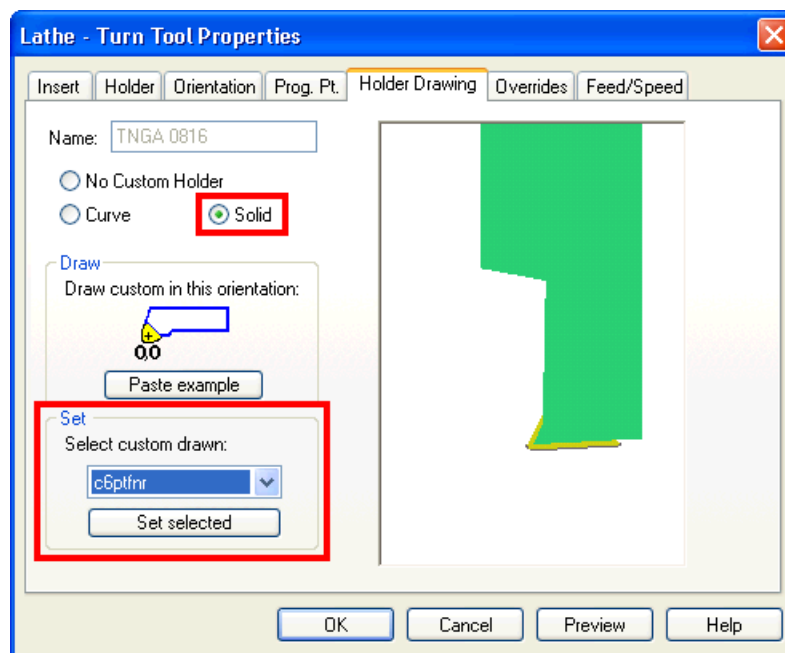 Lathe - Turn Tool Properties
Insert Holder Orientation Prog. Pt. Holder Drawing Overrides Feed/Speed
Name: TNGA 0816
No Custom Holder
Curve Solid
Draw
Draw custom in this orientation:
0,0
Paste example
Set
Select custom drawn:
c6ptfnr
Set selected
OK Cancel Preview Help